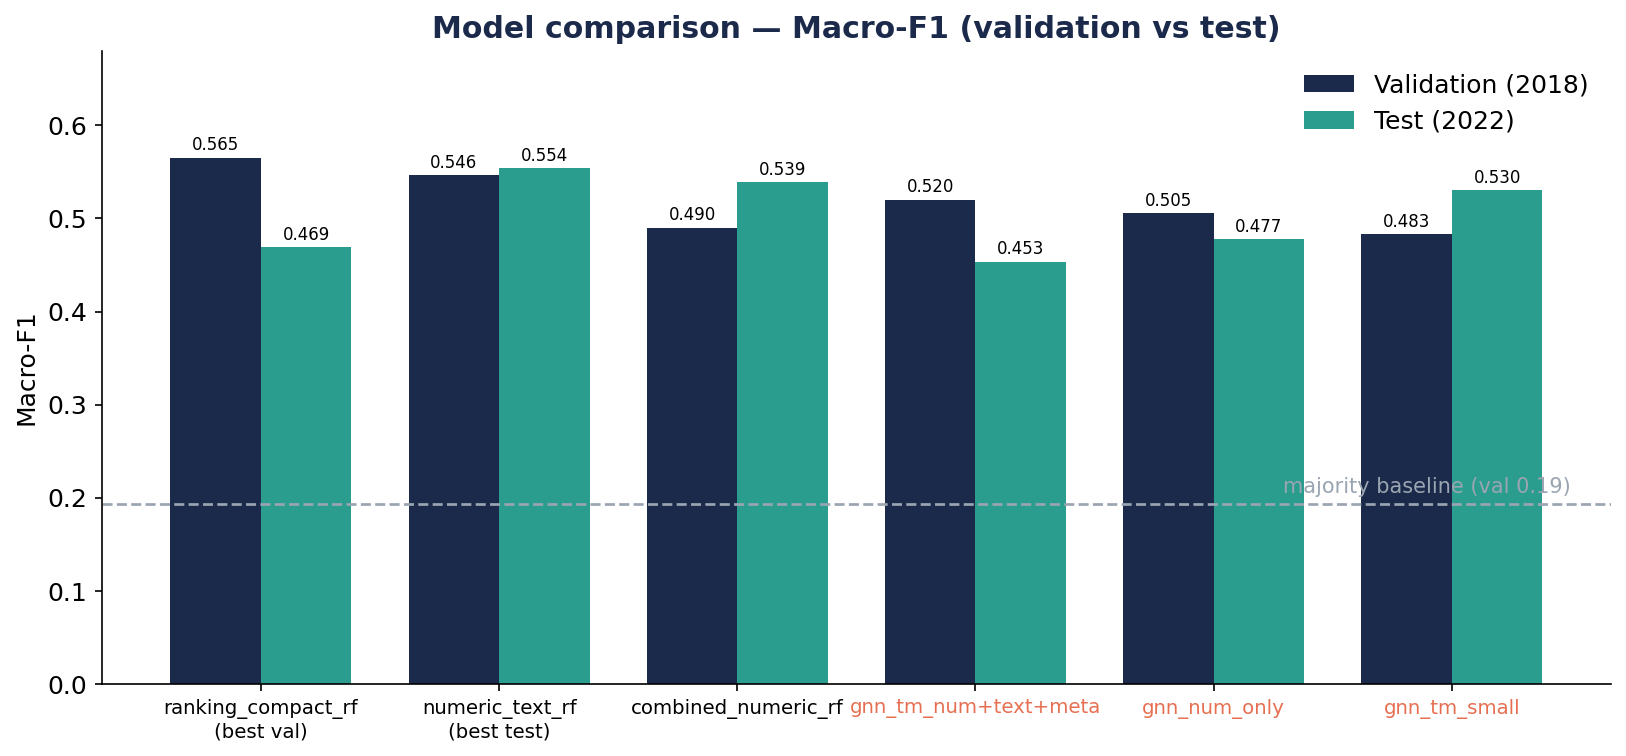 Model comparison — Macro-F1 (validation vs test)
Validation (2018)
Test (2022)
Macro-F1
0.6
0.5
0.4
0.3
0.2
0.1
0.0
0.565
0.469
0.546
0.554
0.490
0.539
0.520
0.453
0.505
0.477
0.483
0.530
majority baseline (val 0.19)
ranking_compact_rf
(best val)
numeric_text_rf
(best test)
combined_numeric_rf
gnn_tm_num+text+meta
gnn_num_only
gnn_tm_small